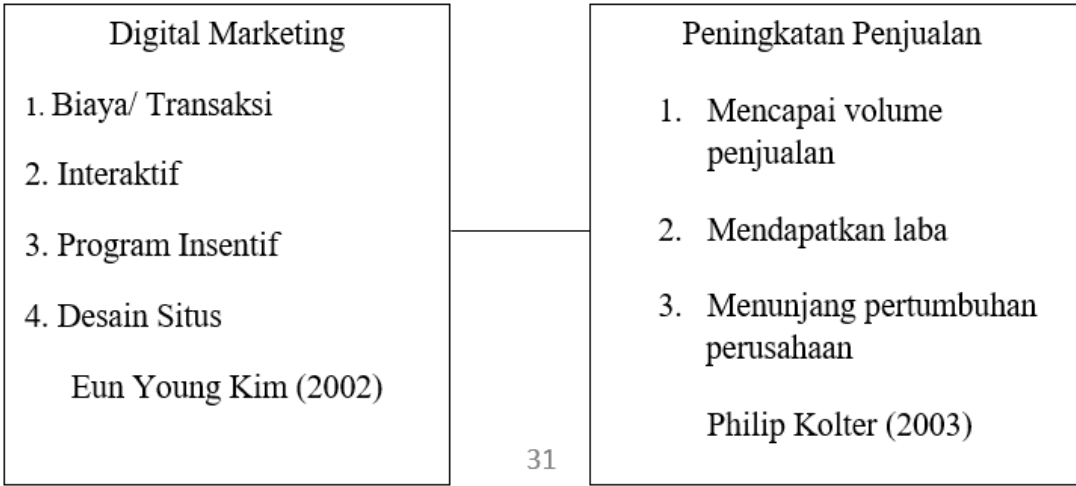 Digital Marketing
1. Biaya/ Transaksi
2. Interaktif
3. Program Insentif
4. Desain Situs
Eun Young Kim (2002)
Peningkatan Penjualan
1. Mencapai volume
penjualan
2. Mendapatkan laba
3. Menunjang pertumbuhan
perusahaan
Philip Kolter (2003)
31